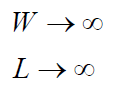 W → ∞
L → ∞